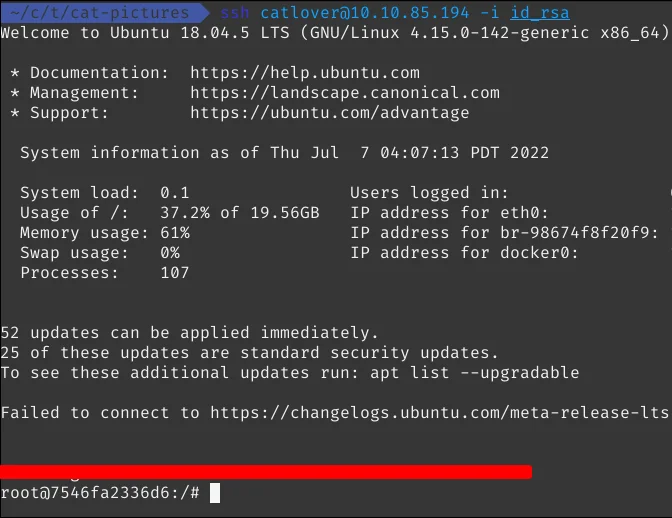 ~/c/t/cat-pictures ssh catlover@10.10.85.194 -i id_rsa
Welcome to Ubuntu 18.04.5 LTS (GNU/Linux 4.15.0-142-generic x86_64)
* Documentation: https://help.ubuntu.com
* Management: https://landscape.canonical.com
* Support: https://ubuntu.com/advantage
System information as of Thu Jul 7 04:07:13 PDT 2022
System load: 0.1 Users logged in:
Usage of /: 37.2% of 19.56GB IP address for eth0:
Memory usage: 61% IP address for br-98674f8f20f9:
Swap usage: 0% IP address for docker0:
Processes: 107
52 updates can be applied immediately.
25 of these updates are standard security updates.
To see these additional updates run: apt list --upgradable
Failed to connect to https://changelogs.ubuntu.com/meta-release-lts
root@7546fa2336d6:/#